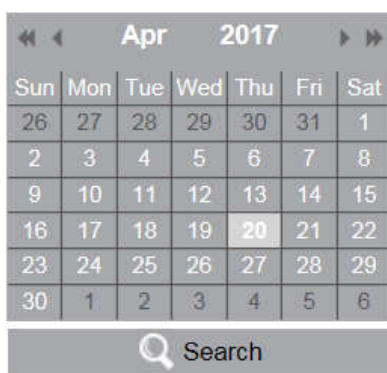 Apr 2017
Sun Mon Tue Wed Thu Fri Sat
26 27 28 29 30 31 1
2 3 4 5 6 7 8
9 10 11 12 13 14 15
16 17 18 19 20 21 22
23 24 25 26 27 28 29
30 1 2 3 4 5 6
Search